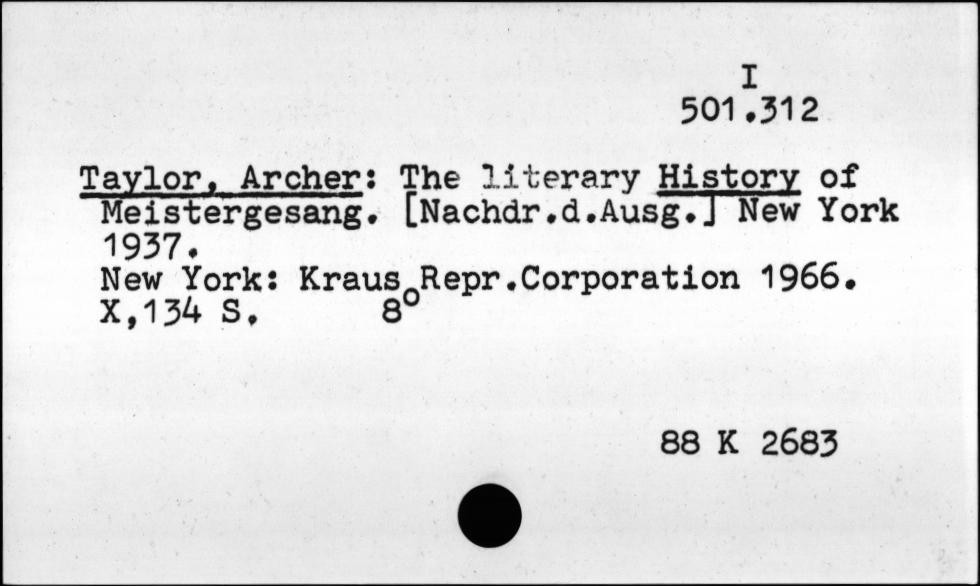 I
501.312
Taylor, Archer: The literary History of
Meistergesang. [Nachdr.d.Ausg.] New York
1937.
New York: Kraus Repr.Corporation 1966.
X,134 S. 8°
88 K 2683